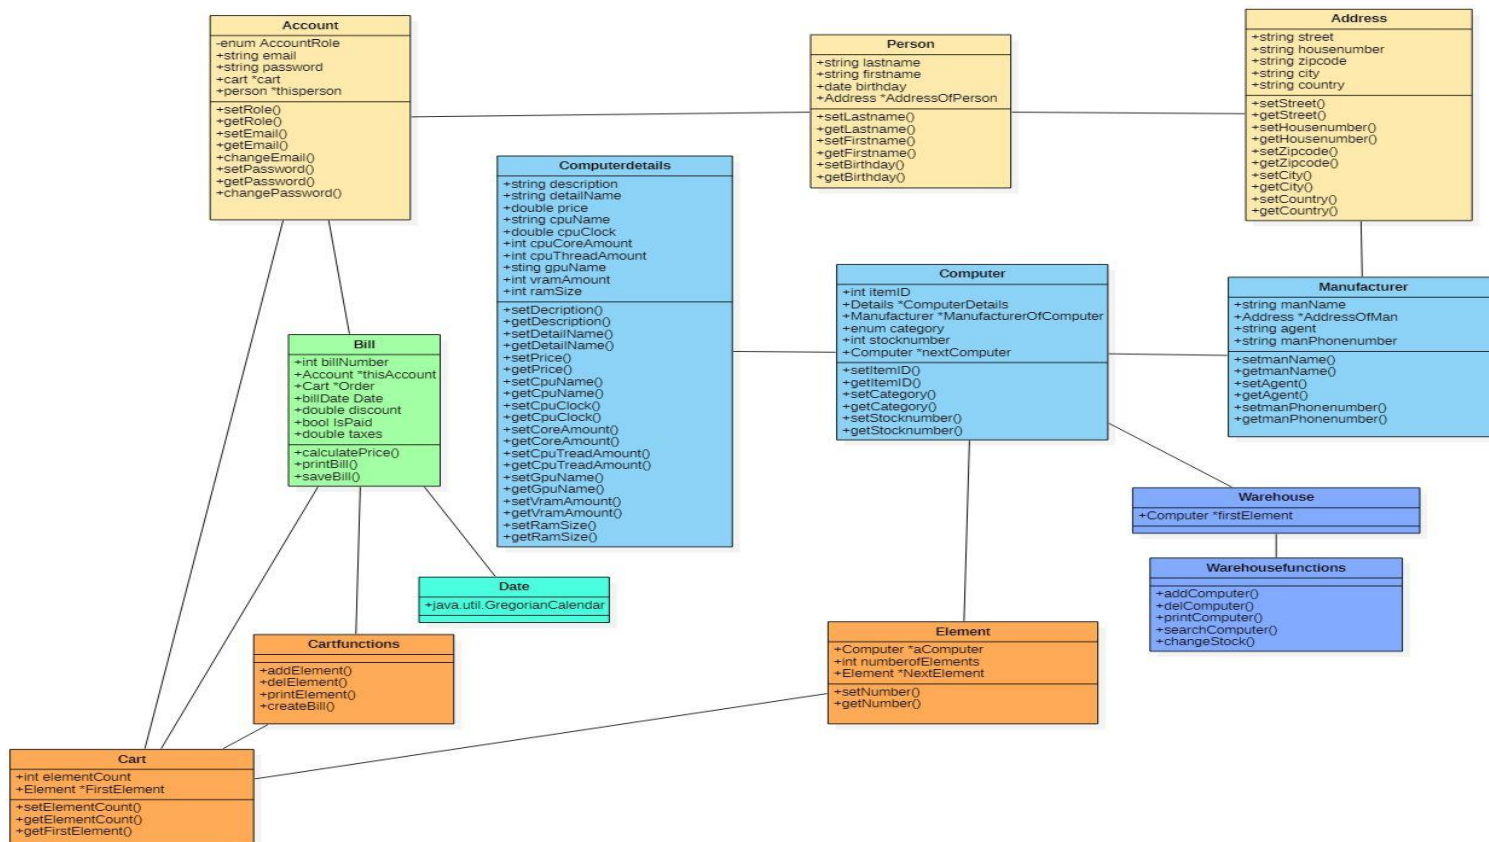 Account
-enum AccountRole
+string email
+string password
+cart *cart
+person *thisperson
+setRole()
+getRole()
+setEmail()
+getEmail()
+changeEmail()
+setPassword()
+getPassword()
+changePassword()
Person
+string lastname
+string firstname
+date birthday
+Address *AddressOfPerson
+setLastname()
+getLastname()
+setFirstname()
+getFirstname()
+setBirthday()
+getBirthday()
Address
+string street
+string housenumber
+string zipcode
+string city
+string country
+setStreet()
+getStreet()
+setHousenumber()
+getHousenumber()
+setZipcode()
+getZipcode()
+setCity()
+getCity()
+setCountry()
+getCountry()
Computerdetails
+string description
+string detailName
+double price
+string cpuName
+double cpuClock
+int cpuCoreAmount
+int cpuThreadAmount
+sting gpuName
+int vramAmount
+int ramSize
+setDecription()
+getDescription()
+setDetailName()
+getDetailName()
+setPrice()
+getPrice()
+setCpuName()
+getCpuName()
+setCpuClock()
+getCpuClock()
+setCoreAmount()
+getCoreAmount()
+setCpuTreadAmount()
+getCpuTreadAmount()
+setGpuName()
+getGpuName()
+setVramAmount()
+getVramAmount()
+setRamSize()
+getRamSize()
Computer
+int itemID
+Details *ComputerDetails
+Manufacturer *ManufacturerOfComputer
+enum category
+int stocknumber
+Computer *nextComputer
+setItemID()
+getItemID()
+setCategory()
+getCategory()
+setStocknumber()
+getStocknumber()
Manufacturer
+string manName
+Address *AddressOfMan
+string agent
+string manPhonenumber
+setmanName()
+getmanName()
+setAgent()
+getAgent()
+setmanPhonenumber()
+getmanPhonenumber()
Bill
+int billNumber
+Account *thisAccount
+Cart *Order
+billDate Date
+double discount
+bool IsPaid
+double taxes
+calculatePrice()
+printBill()
+saveBill()
Warehouse
+Computer *firstElement
Warehousefunctions
+addComputer()
+delComputer()
+printComputer()
+searchComputer()
+changeStock()
Date
+java.util.GregorianCalendar
Cartfunctions
+addElement()
+delElement()
+printElement()
+createBill()
Element
+Computer *aComputer
+int numberofElements
+Element *NextElement
+setNumber()
+getNumber()
Cart
+int elementCount
+Element *FirstElement
+setElementCount()
+getElementCount()
+getFirstElement()